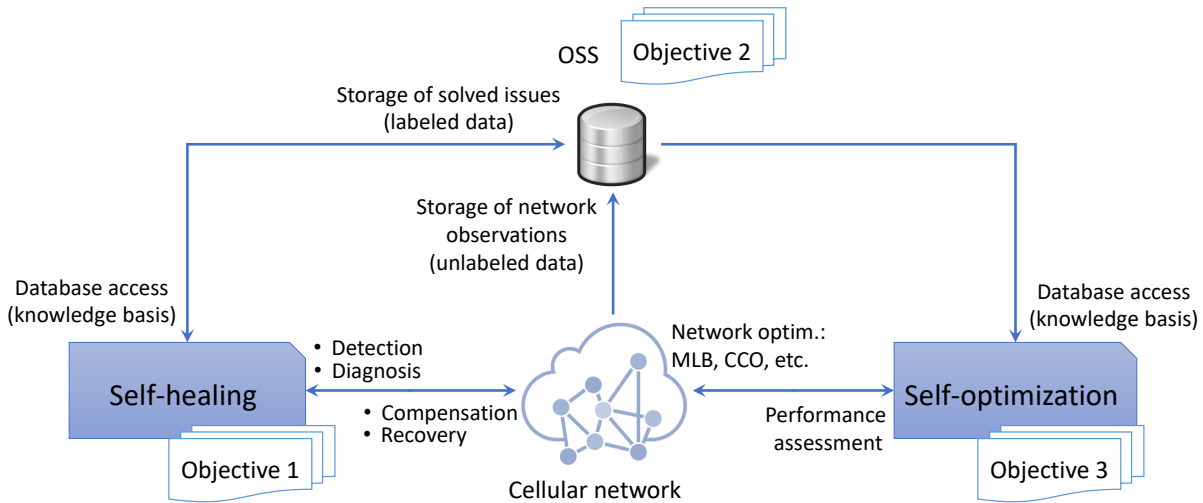 OSS
Objective 2
Storage of solved issues
(labeled data)
Storage of network
observations
(unlabeled data)
Database access
(knowledge basis)
Database access
(knowledge basis)
Self-healing
• Detection
• Diagnosis
• Compensation
• Recovery
Objective 1
Network optim.:
MLB, CCO, etc.
Performance
assessment
Self-optimization
Objective 3
Cellular network